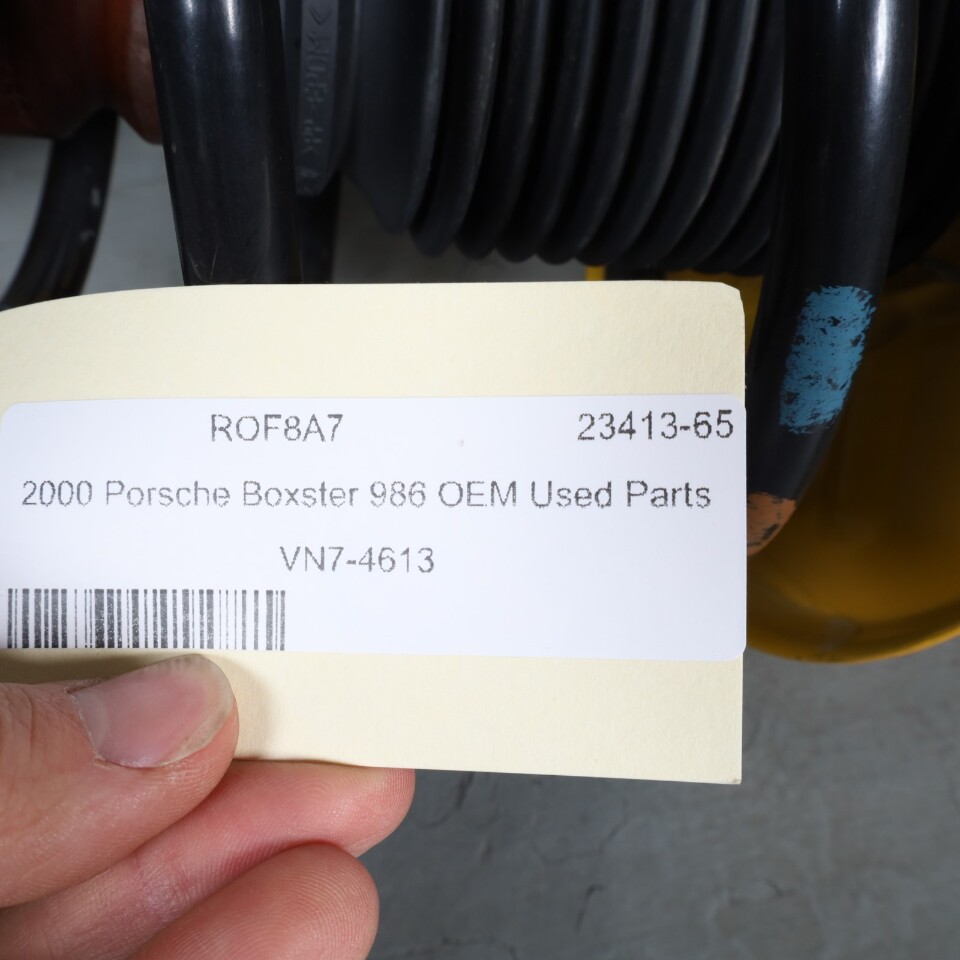 ROF8A7 23413-65
2000 Porsche Boxster 986 OEM Used Parts
VN7-4613